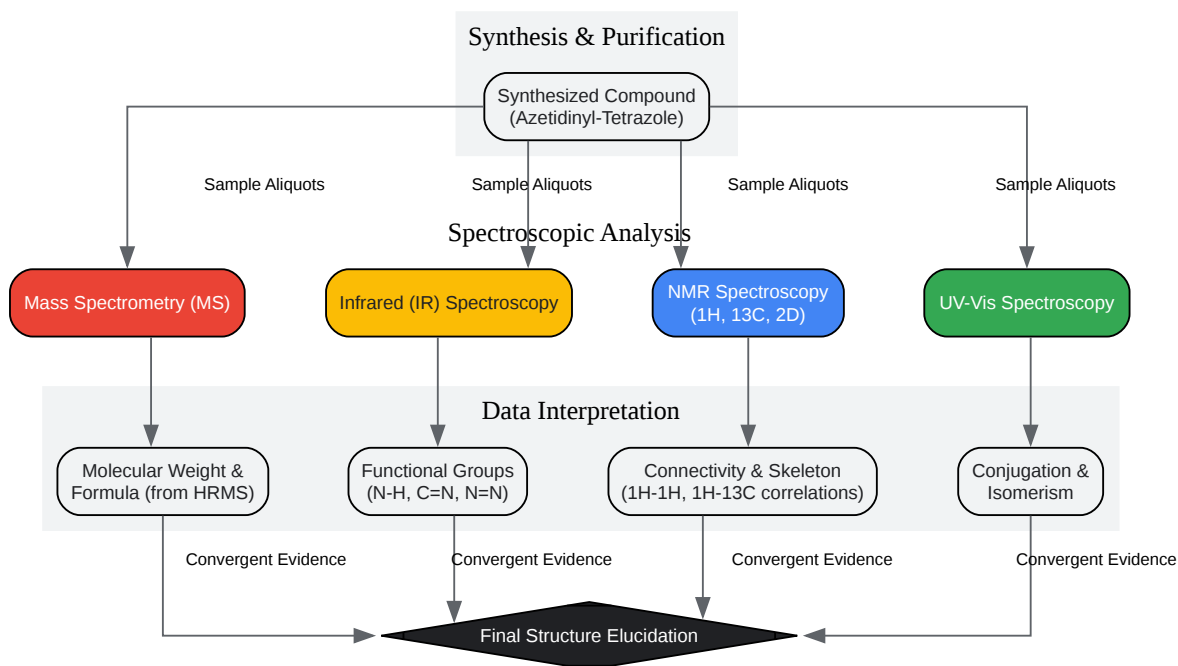 Synthesis & Purification
Synthesized Compound
(Azetidinyl-Tetrazole)
Sample Aliquots
Sample Aliquots
Sample Aliquots
Sample Aliquots
Spectroscopic Analysis
Mass Spectrometry (MS)
Infrared (IR) Spectroscopy
NMR Spectroscopy
(1H, 13C, 2D)
UV-Vis Spectroscopy
Data Interpretation
Molecular Weight &
Formula (from HRMS)
Functional Groups
(N-H, C=N, N=N)
Connectivity & Skeleton
(1H-1H, 1H-13C correlations)
Conjugation &
Isomerism
Convergent Evidence
Convergent Evidence
Convergent Evidence
Convergent Evidence
Final Structure Elucidation